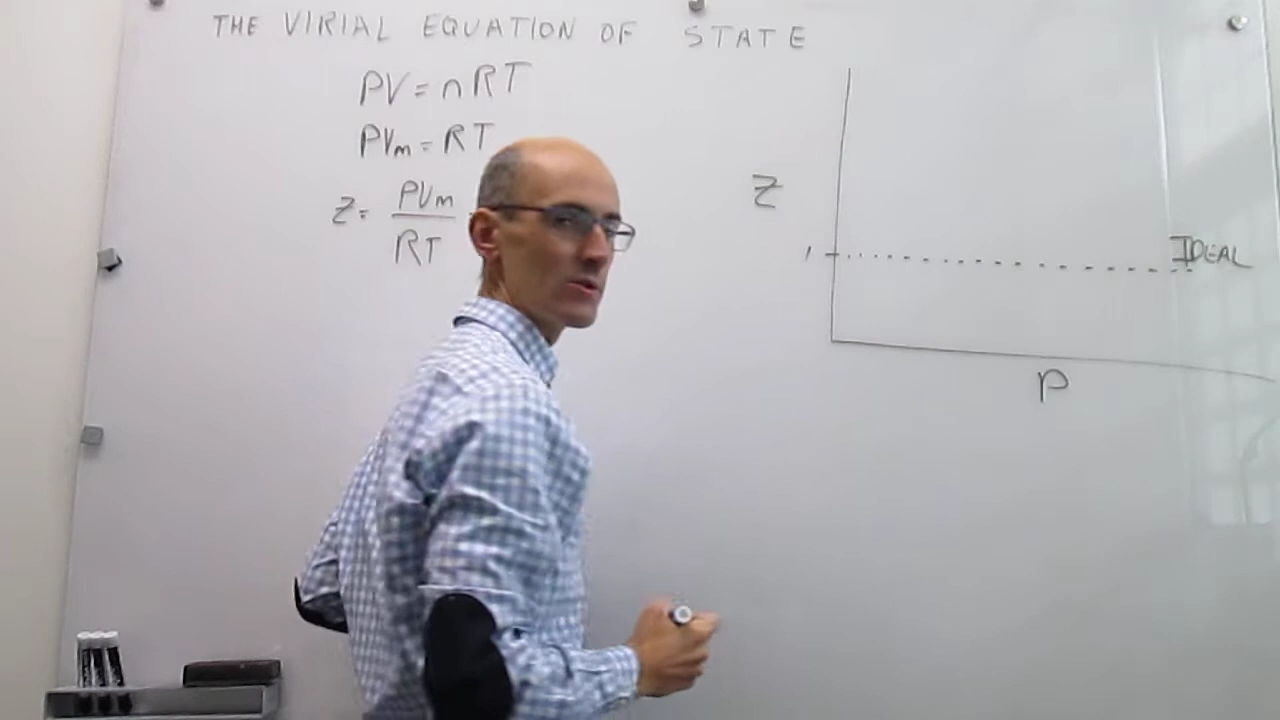 THE VIRIAL EQUATION OF STATE
PV = nRT
PVm = RT
Z = PVm
RT
Z
1
IDEAL
P